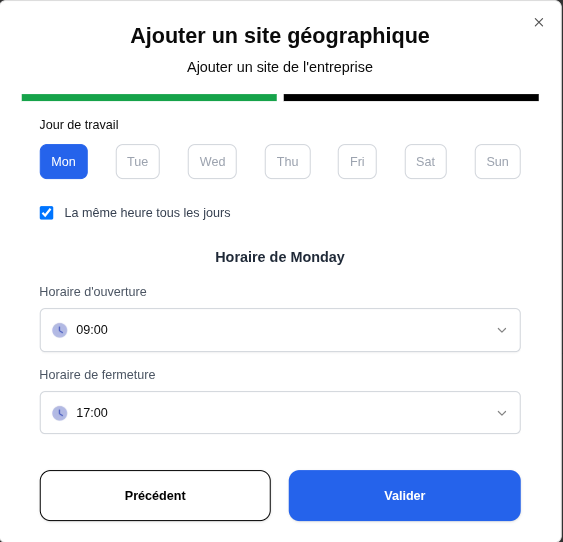 Ajouter un site géographique
Ajouter un site de l'entreprise
Jour de travail
Mon Tue Wed Thu Fri Sat Sun
La même heure tous les jours
Horaire de Monday
Horaire d'ouverture
09:00
Horaire de fermeture
17:00
Précédent Valider